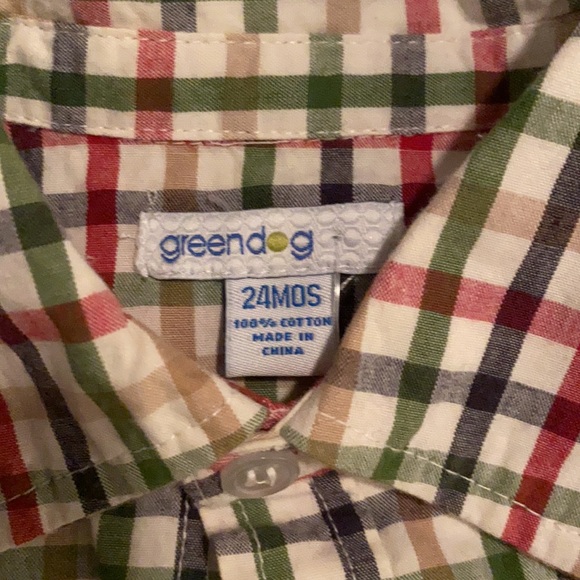 greendog
24MOS
100% COTTON
MADE IN
CHINA